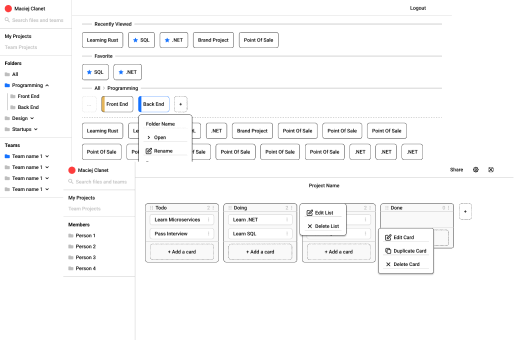 Maciej Clanet
Search files and teams
My Projects
Team Projects
Folders
All
Programming
Front End
Back End
Design
Startups
Teams
Team name 1
Team name 1
Team name 1
Team name 1
Logout
Recently Viewed
Learning Rust
SQL
.NET
Brand Project
Point Of Sale
Favorite
SQL
.NET
All
Programming
...
Front End
Back End
+
Folder Name
Open
Rename
Learning Rust
.NET
Brand Project
Point Of Sale
Point Of Sale
Point Of Sale
Point Of Sale
Point Of Sale
Point Of Sale
Point Of Sale
.NET
.NET
.NET
Maciej Clanet
Search files and teams
My Projects
Team Projects
Members
Person 1
Person 2
Person 3
Person 4
Share
Project Name
Todo
Learn Microservices
Pass Interview
+ Add a card
Doing
Learn .NET
Learn SQL
+ Add a card
Edit List
Delete List
+ Add a card
Done
Edit Card
Duplicate Card
Delete Card
+